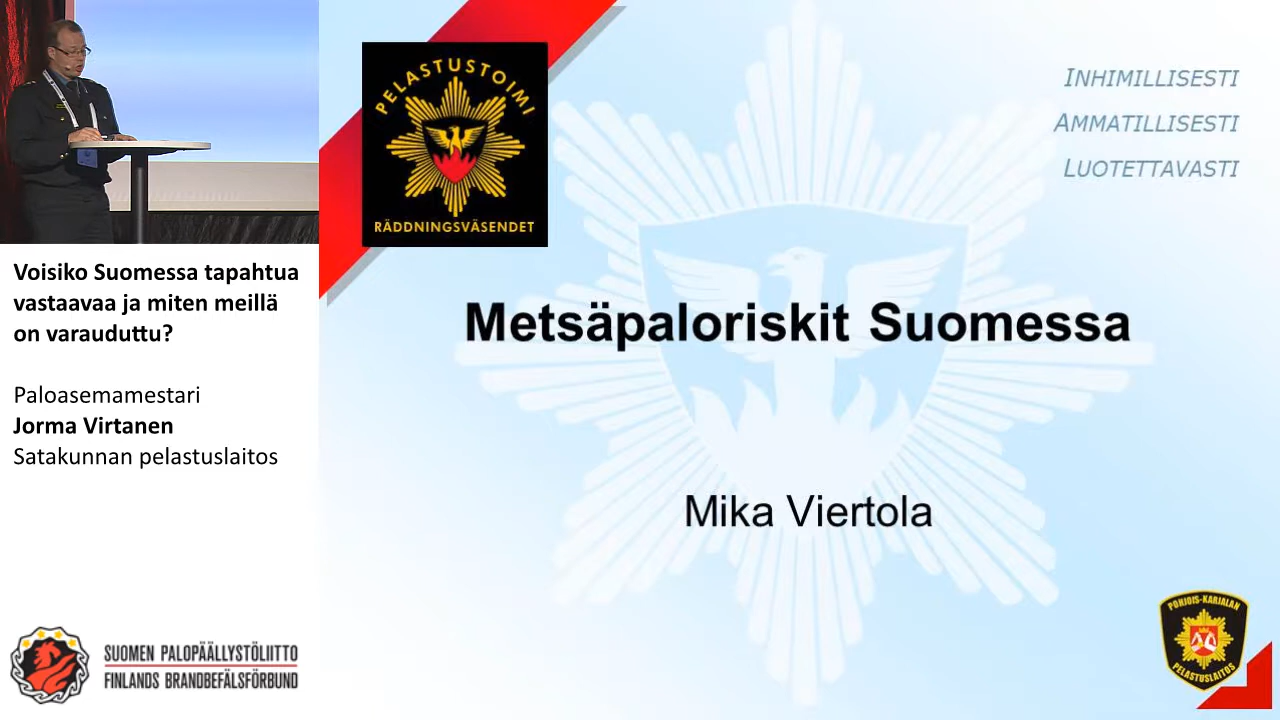 Voisiko Suomessa tapahtua
vastaavaa ja miten meillä
on varauduttu?
Paloasemamestari
Jorma Virtanen
Satakunnan pelastuslaitos
SUOMEN PALOPÄÄLLYSTÖLIITTO
FINLANDS BRANDBEFÄLSFÖRBUND
PELASTUSTOIMI
RÄDDNINGSVÄSENDET
INHIMILLISESTI
AMMATILLISESTI
LUOTETTAVASTI
Metsäpaloriskit Suomessa
Mika Viertola
POHJOIS-KARJALAN
PELASTUSLAITOS